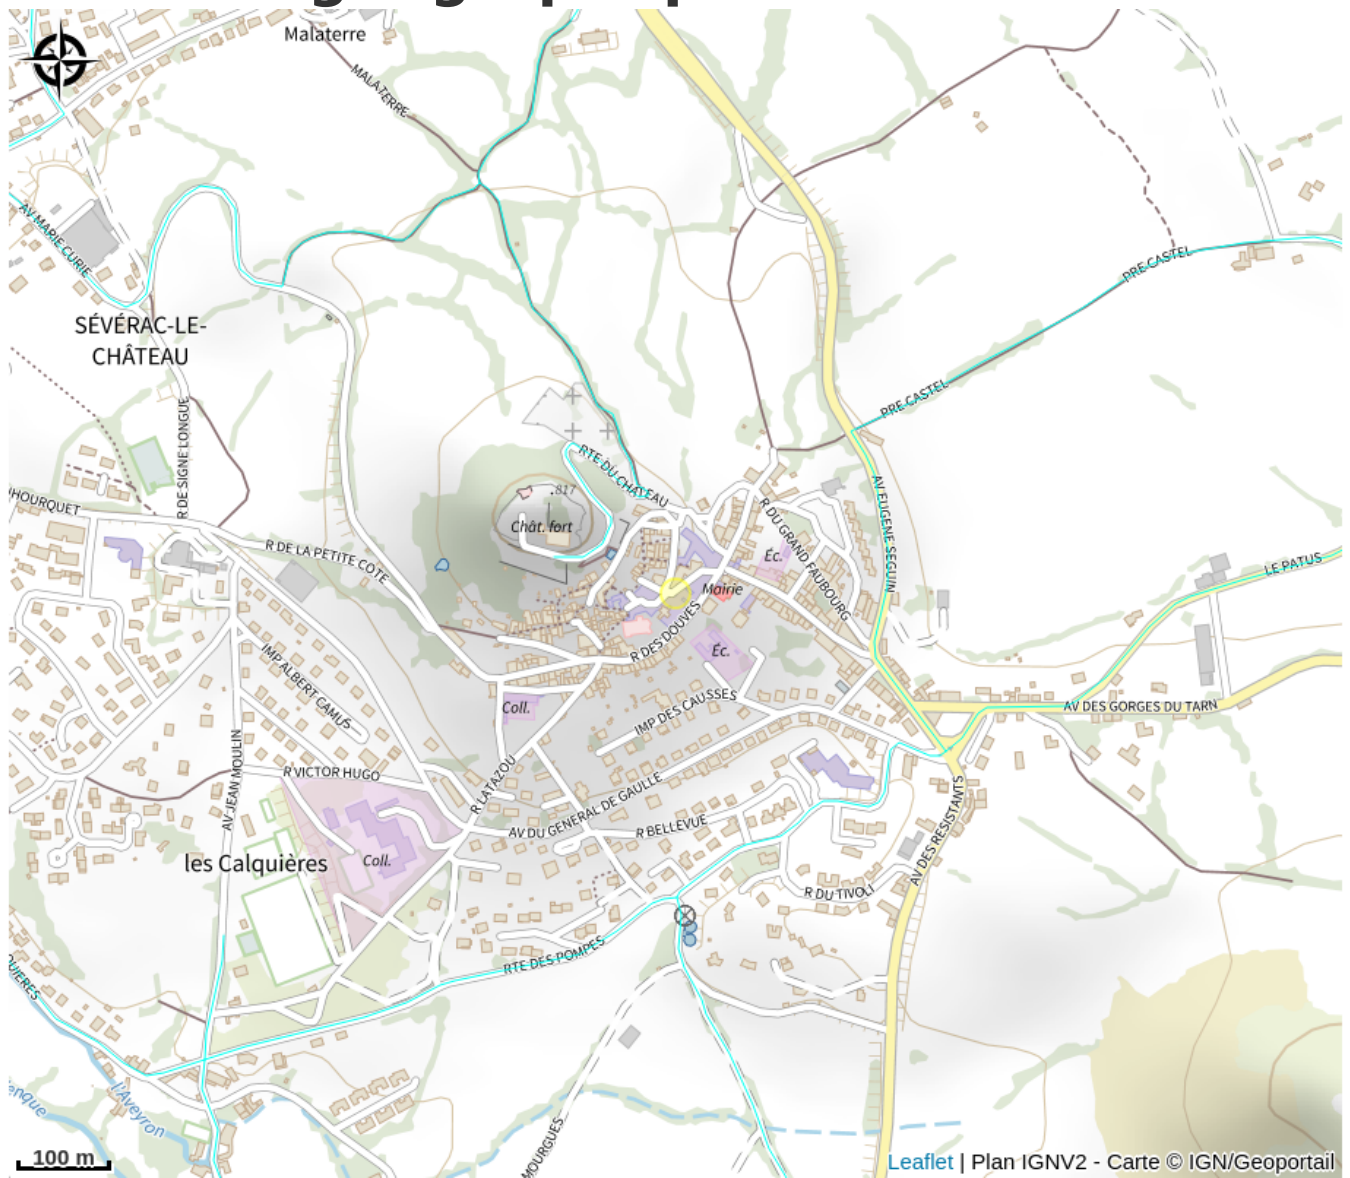 Malaterre
MALATERRE
AV MARIE CURIE
SÉVÉRAC-LE-
CHÂTEAU
PRE CASTEL
PRE CASTEL
R DE SIGNE LONGUE
RTE DU CHATEAU
.817
Chât. fort
HOURQUET
R DE LA PETITE COTE
AV EUGENE SEGUIN
R DU GRAND FAUBOURG
Éc.
Mairie
LE PATUS
R DES DOUVES
Éc.
IMP ALBERT CAMUS
IMP DES CAUSSES
Coll.
AV DES GORGES DU TARN
AV JEAN MOULIN
R VICTOR HUGO
R LATAZOU
AV DU GENERAL DE GAULLE
R BELLEVUE
AV DES RESISTANTS
les Calquières
Coll.
R DU TIVOLI
RTE DES POMPES
QUIERES
l'Aveyron
enque
MOURGUES
100 m
Leaflet | Plan IGNV2 - Carte © IGN/Geoportail